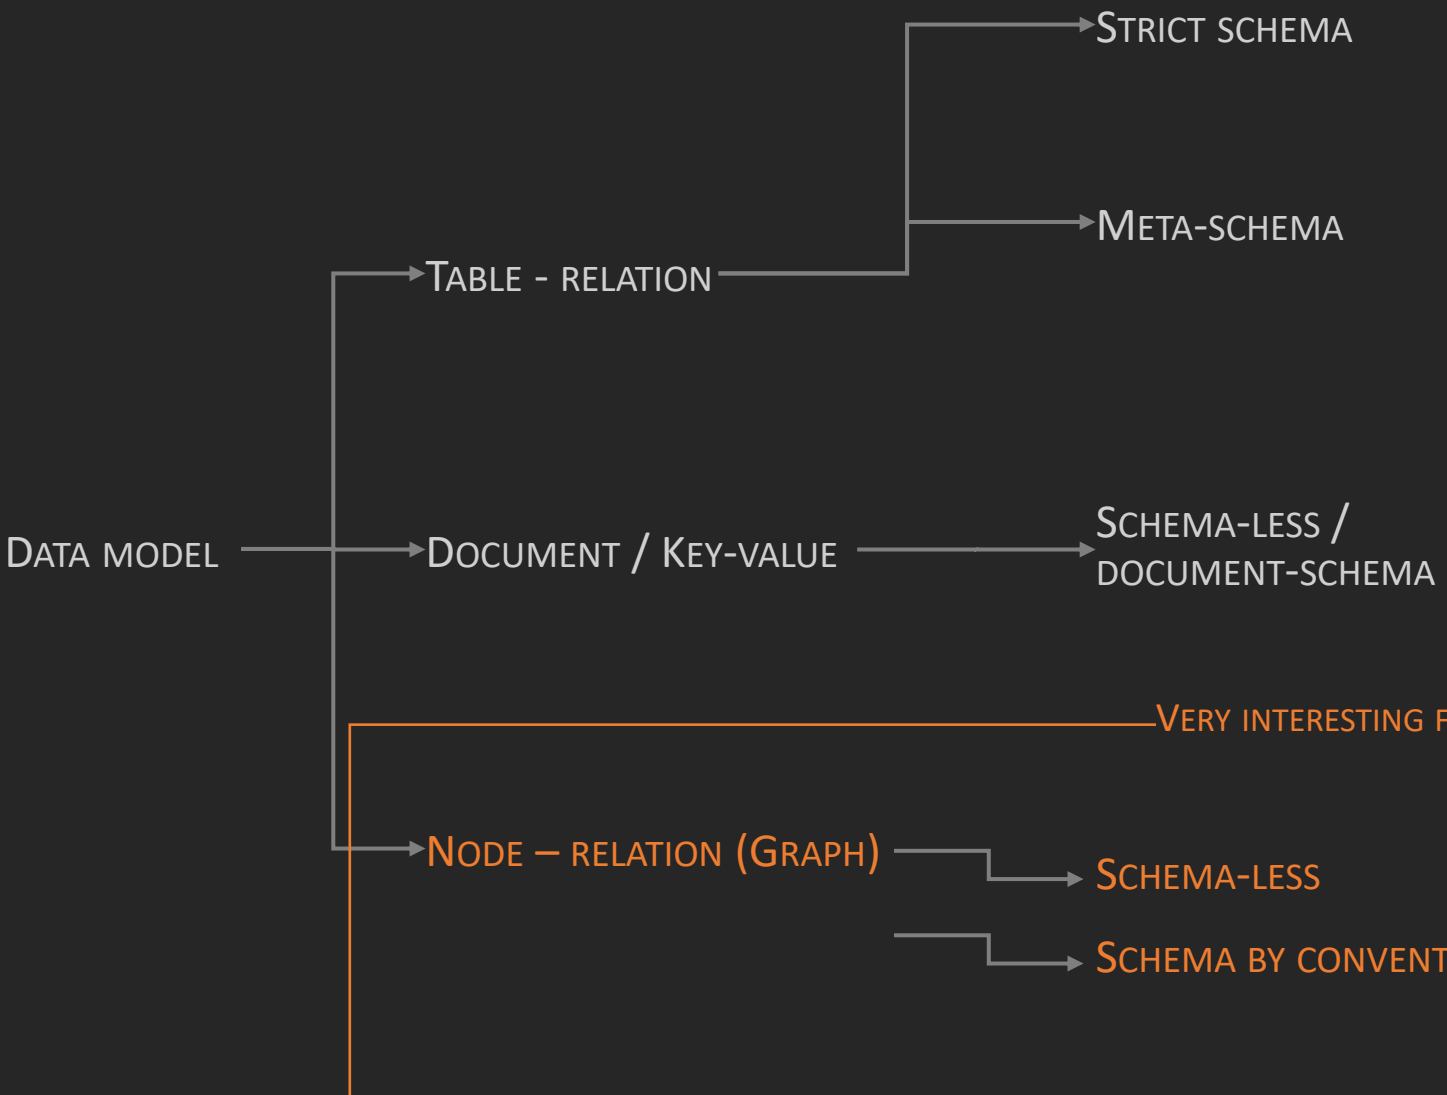 Strict schema
Meta-schema
Table - relation
Schema-less /
document-schema
Data model
Document / Key-value
Very interesting
Node – relation (Graph)
Schema-less
Schema by